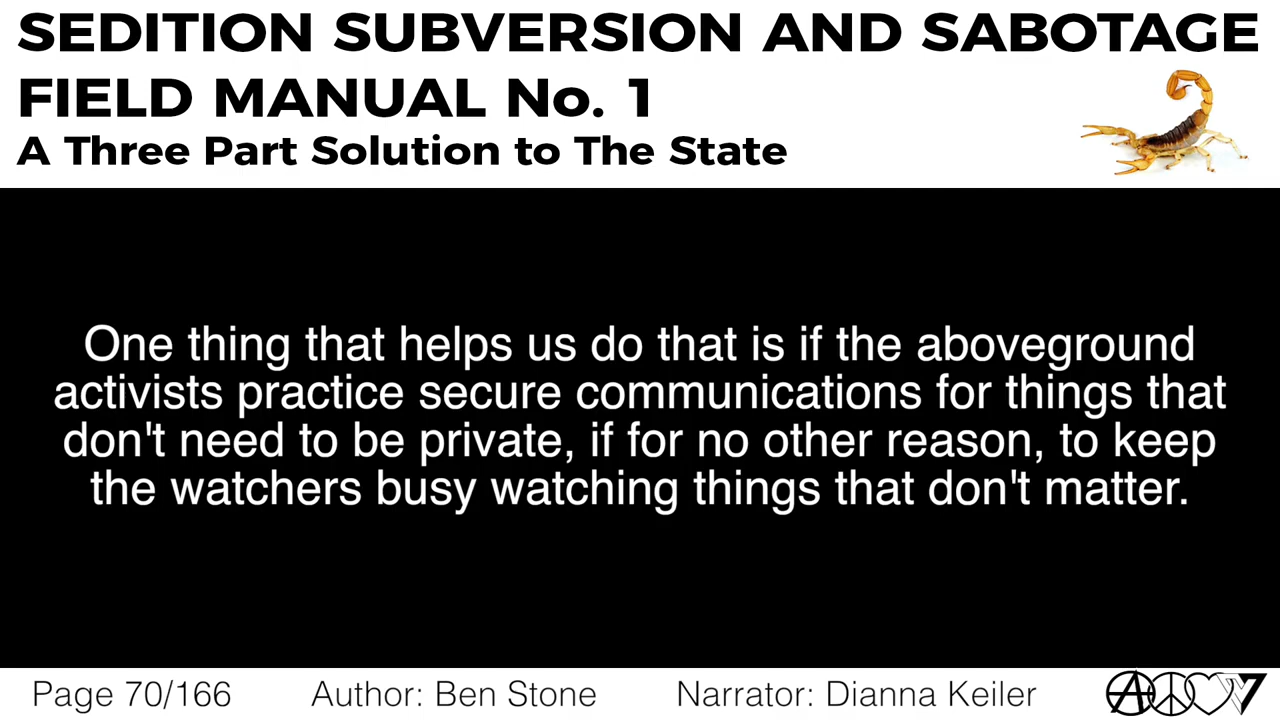 SEDITION SUBVERSION AND SABOTAGE
FIELD MANUAL No. 1
A Three Part Solution to The State
One thing that helps us do that is if the aboveground
activists practice secure communications for things that
don't need to be private, if for no other reason, to keep
the watchers busy watching things that don't matter.
Page 70/166 Author: Ben Stone Narrator: Dianna Keiler